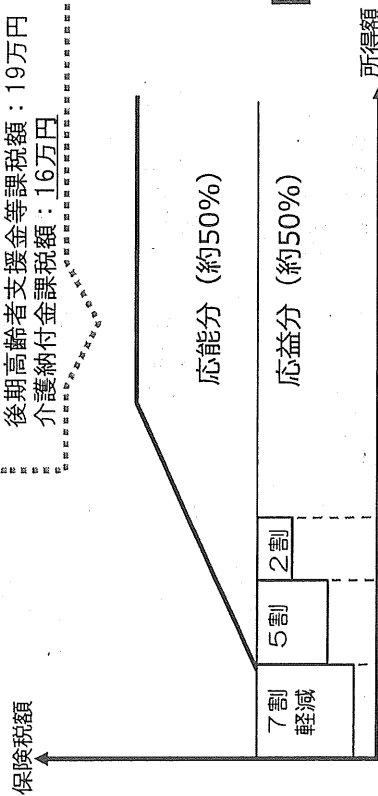 後期高齢者支援金等課税額：19万円
介護納付金課税額：16万円
保険税額
応能分（約50%）
応益分（約50%）
7割
軽減
5割
2割
所得額